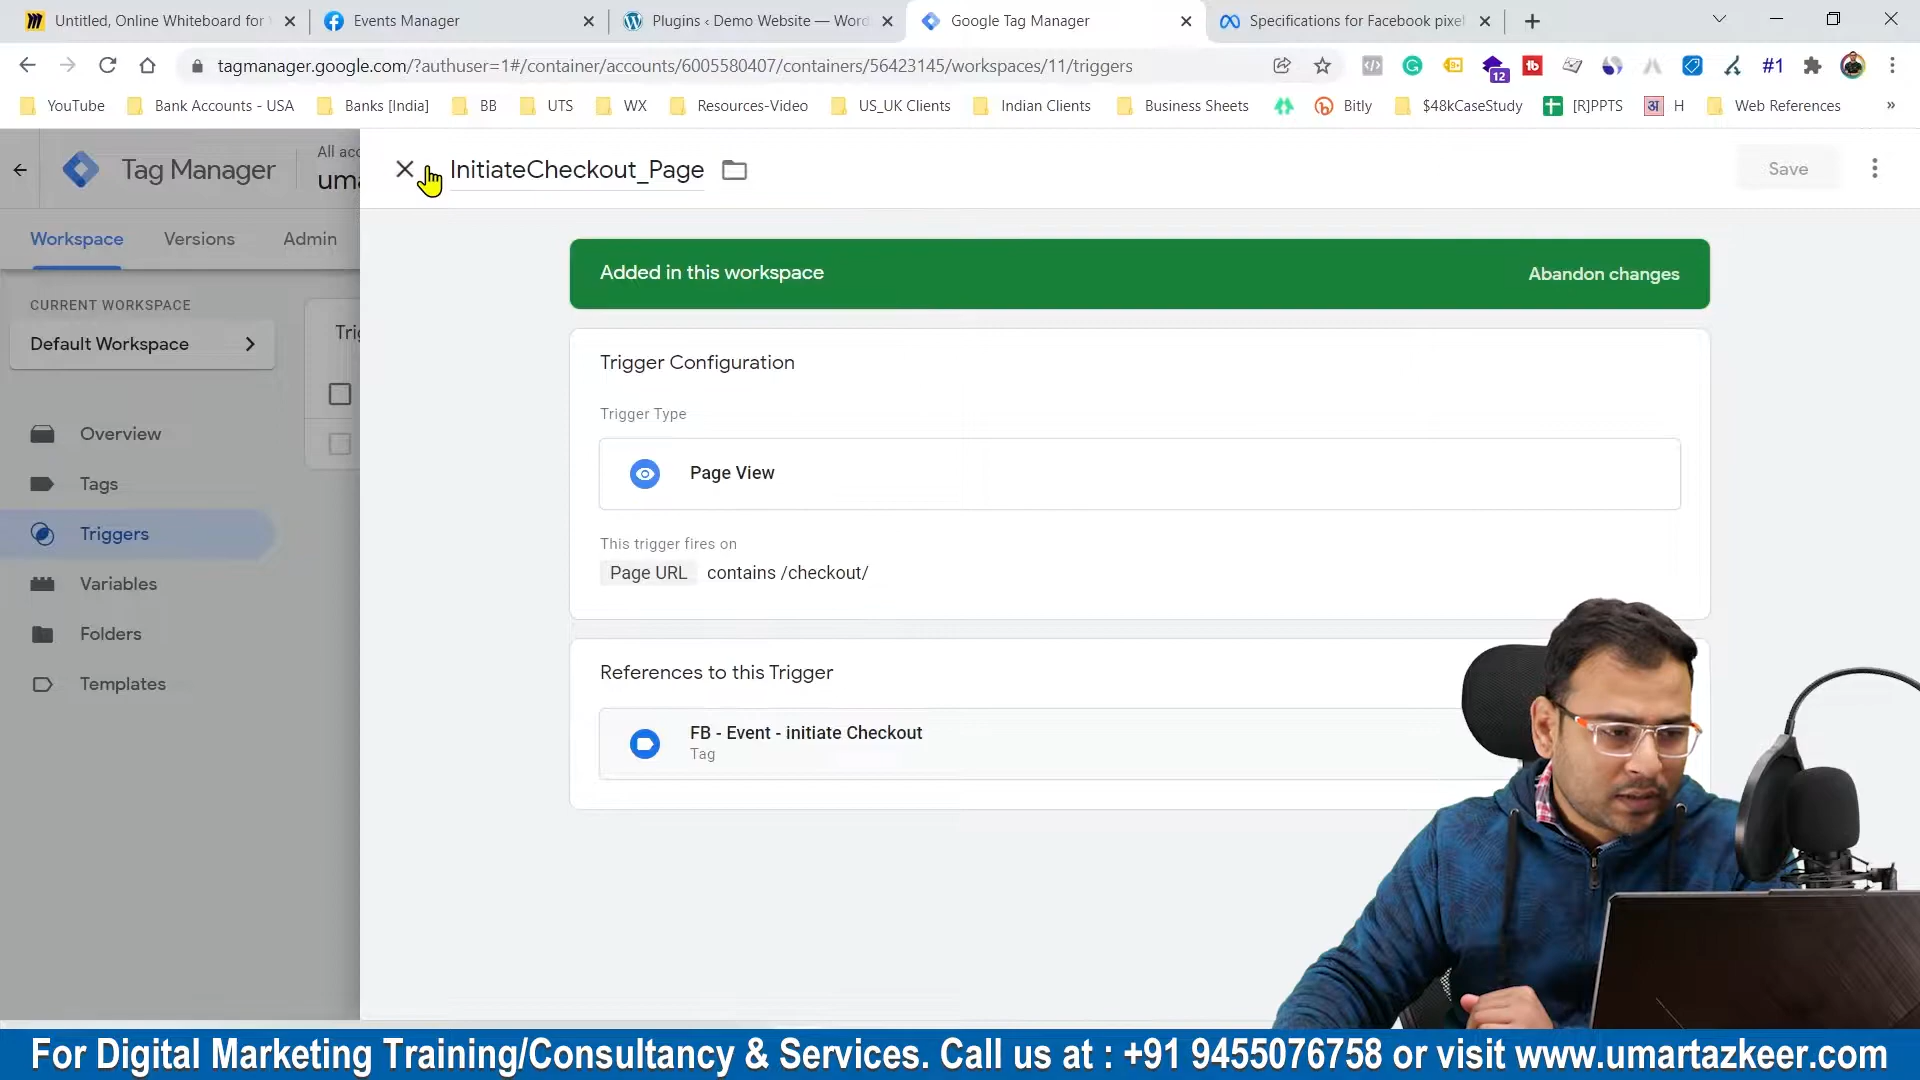 Untitled, Online Whiteboard for
Events Manager
Plugins ‹ Demo Website — Word
Google Tag Manager
Specifications for Facebook pixel
tagmanager.google.com/?authuser=1#/container/accounts/6005580407/containers/56423145/workspaces/11/triggers
12
#1
YouTube
Bank Accounts - USA
Banks [India]
BB
UTS
WX
Resources-Video
US_UK Clients
Indian Clients
Business Sheets
Bitly
$48kCaseStudy
[R]PPTS
अ
H
Web References
»
Tag Manager
All acc
uma
InitiateCheckout_Page
Save
Workspace
Versions
Admin
Added in this workspace
Abandon changes
CURRENT WORKSPACE
Default Workspace
Trig
Trigger Configuration
Trigger Type
Page View
Overview
Tags
Triggers
Variables
Folders
Templates
This trigger fires on
Page URL contains /checkout/
References to this Trigger
FB - Event - initiate Checkout
Tag
For Digital Marketing Training/Consultancy & Services. Call us at : +91 9455076758 or visit www.umartazkeer.com